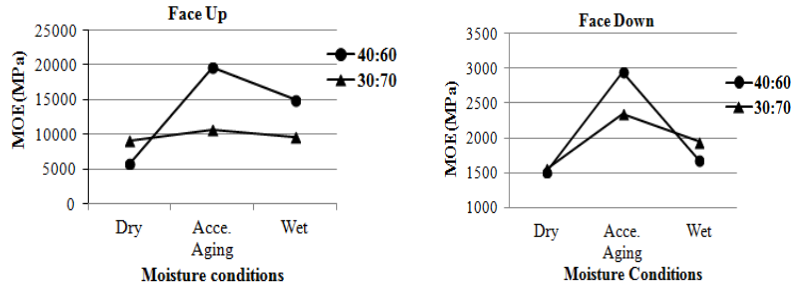 Face Up
25000
20000
15000
10000
5000
0
MOE (MPa)
Dry
Acce.
Aging
Wet
Moisture conditions
40:60
30:70
Face Down
3500
3000
2500
2000
1500
1000
MOE (MPa)
Dry
Acce.
Aging
Wet
Moisture Conditions
40:60
30:70